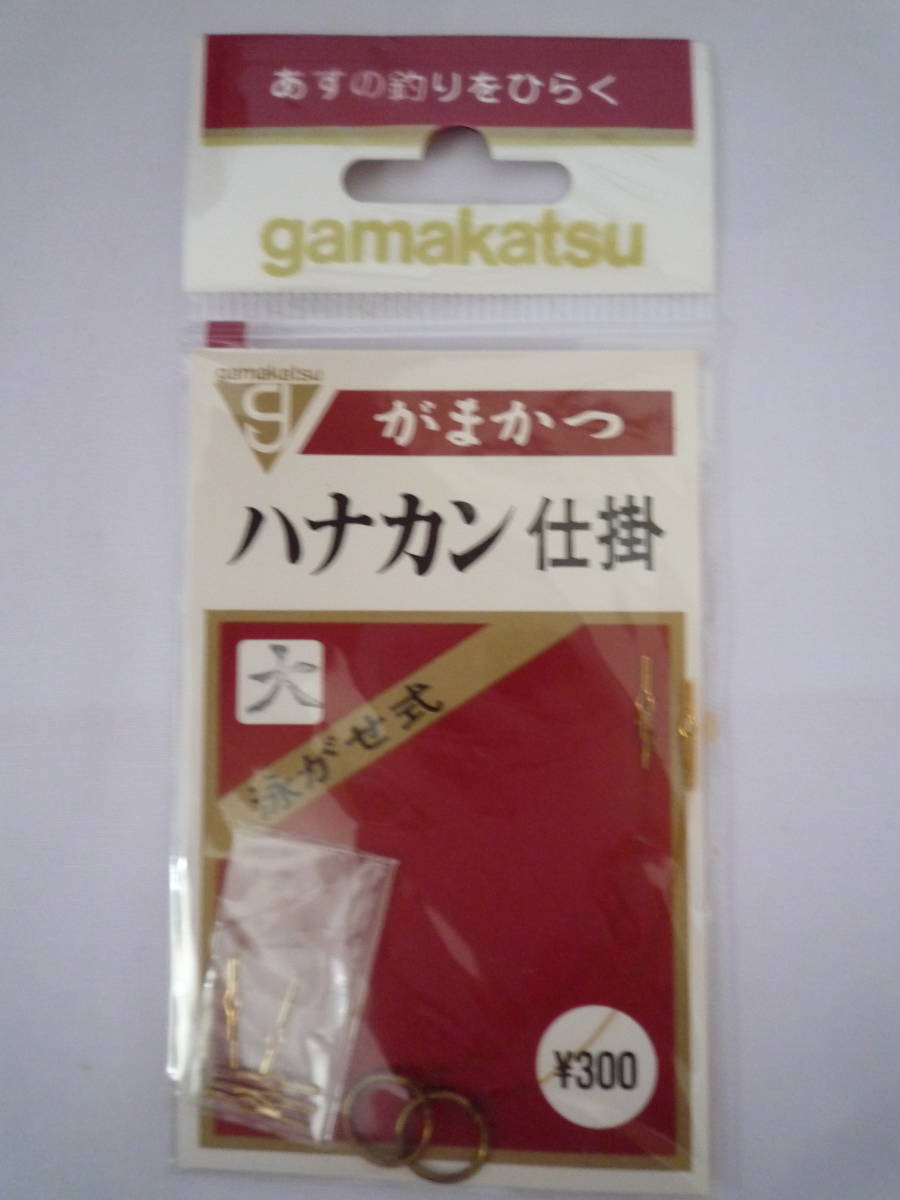 あすの釣りをひらく
gamakatsu
gamakatsu
g
がまかつ
ハナカン仕掛
大
泳がせ式
¥300